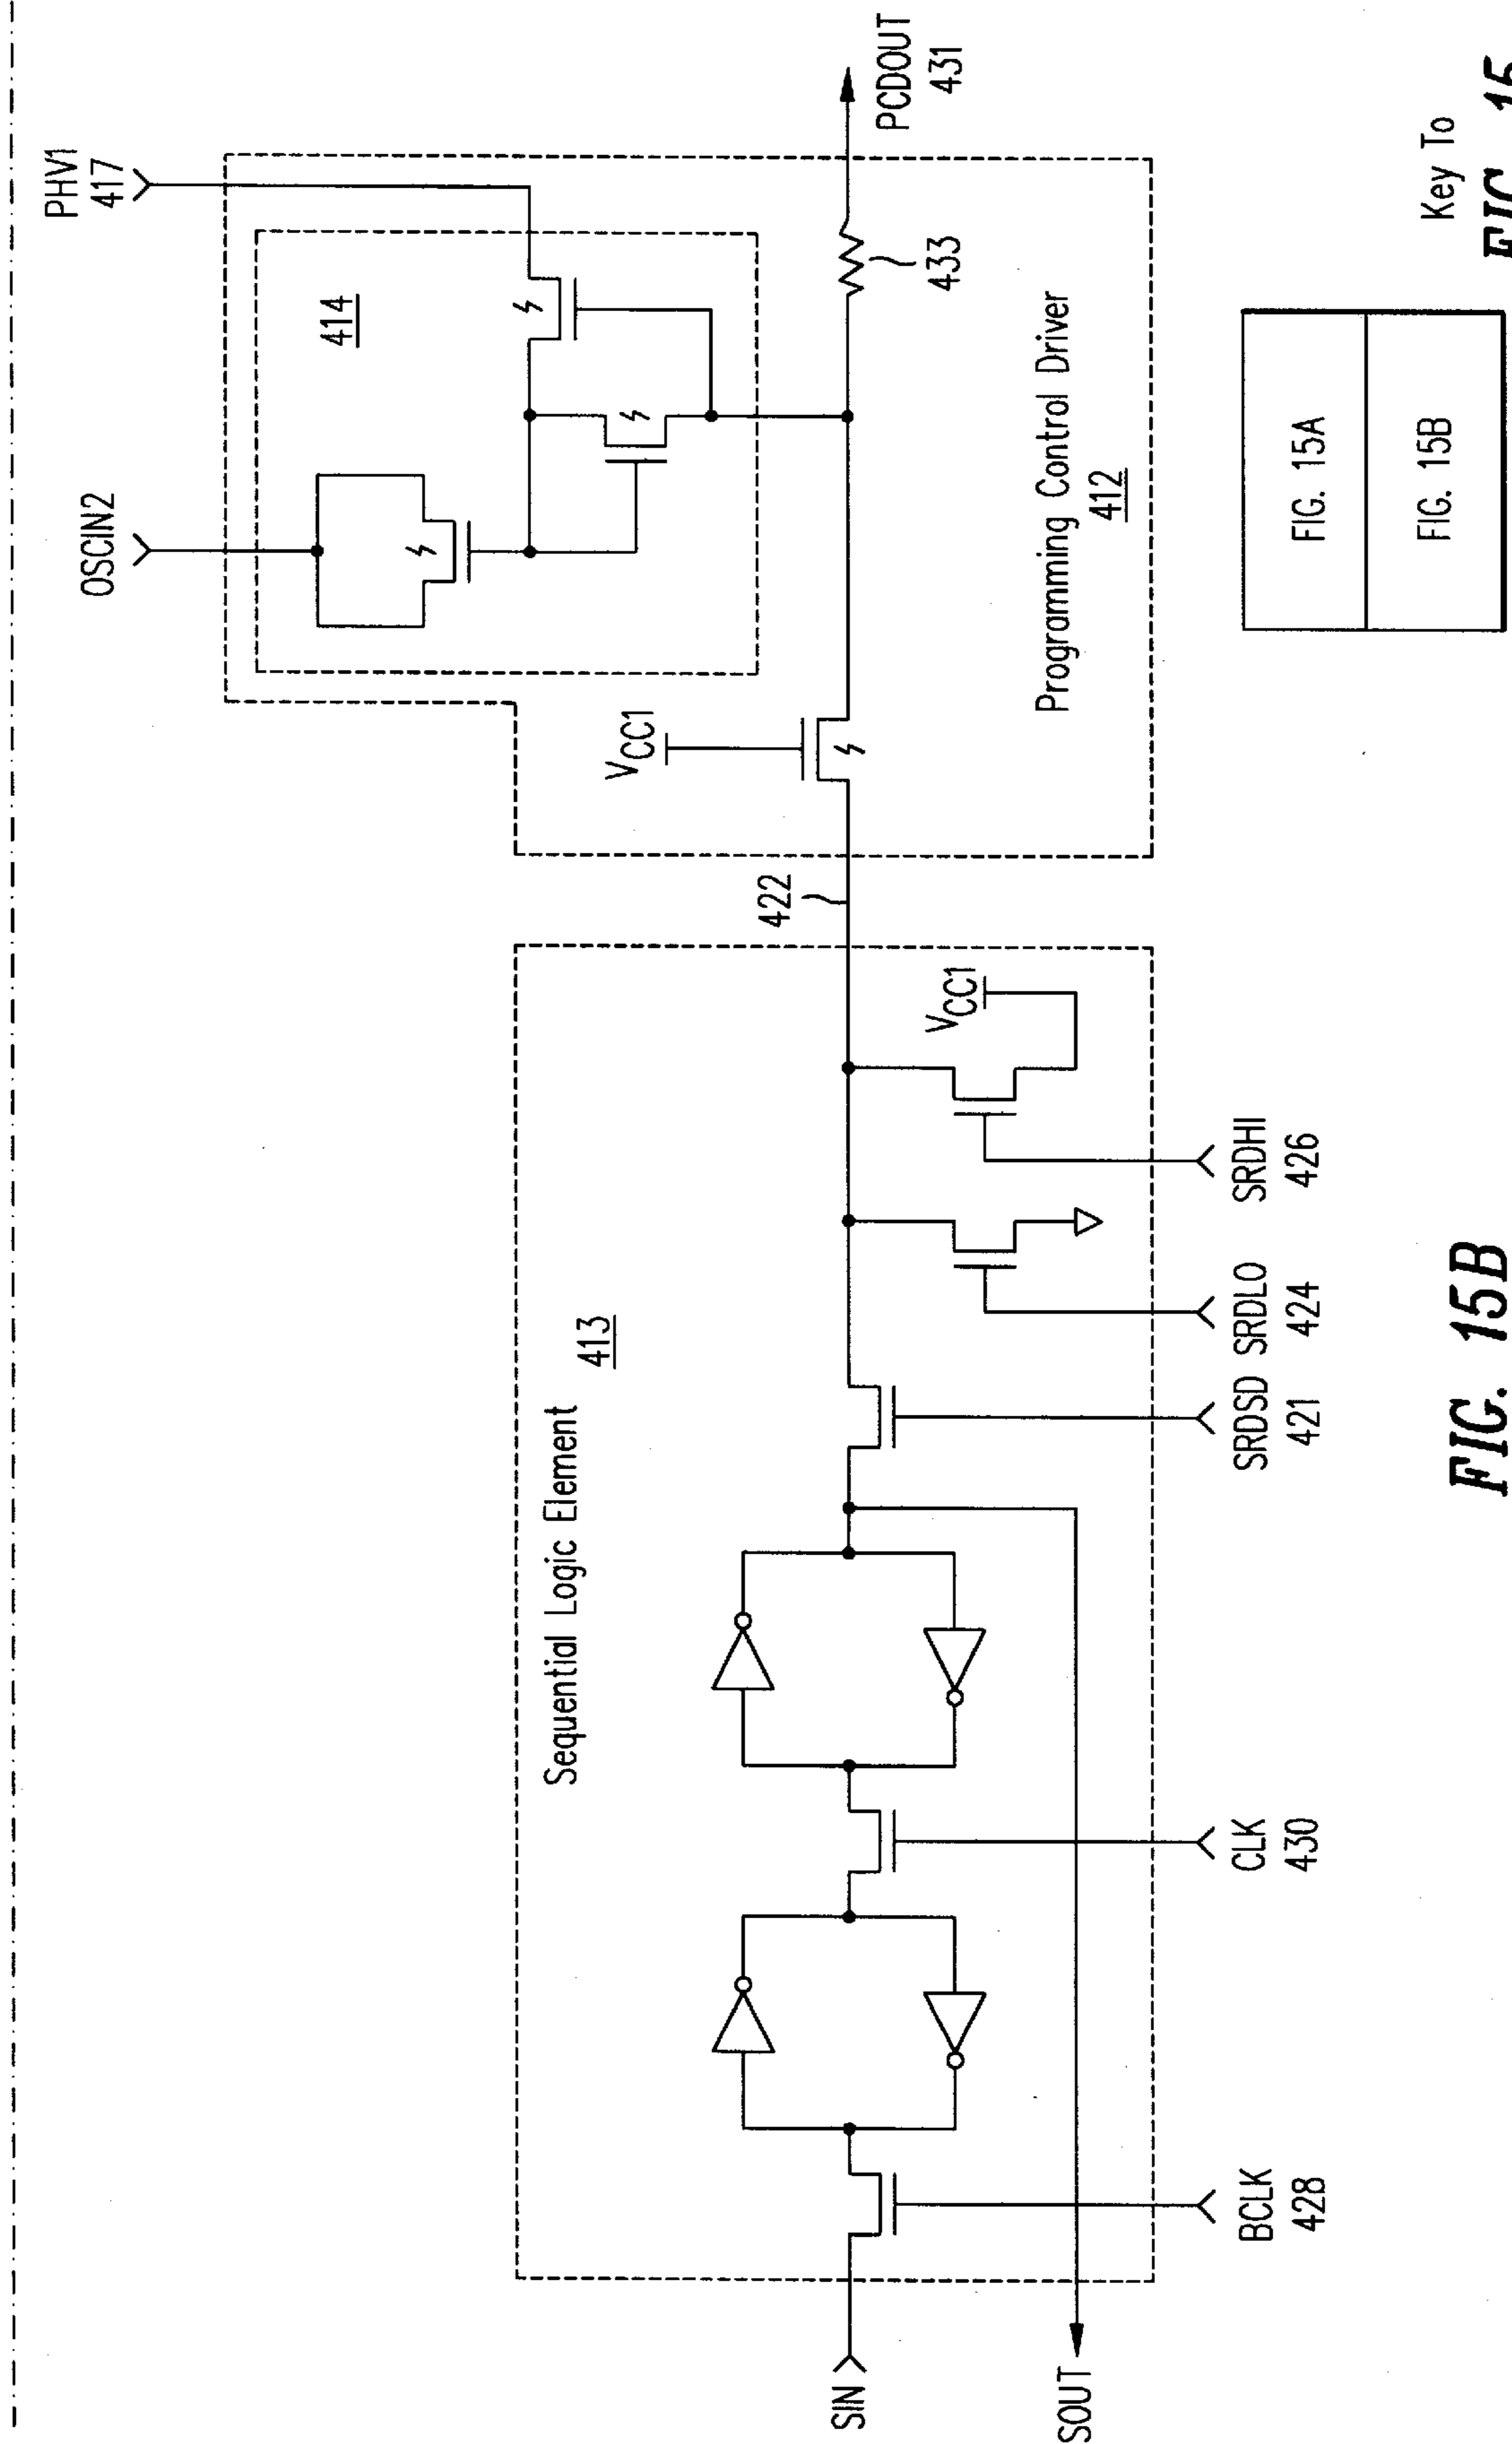 OSCIN2
PHV1
417
414
VCC1
422
433
PCDOUT
431
Programming Control Driver
412
Sequential Logic Element
413
VCC1
SIN
SOUT
BCLK
428
CLK
430
SRDSD
421
SRDLO
424
SRDHI
426
FIG. 15A
FIG. 15B
Key To
FIG. 15
FIG. 15B